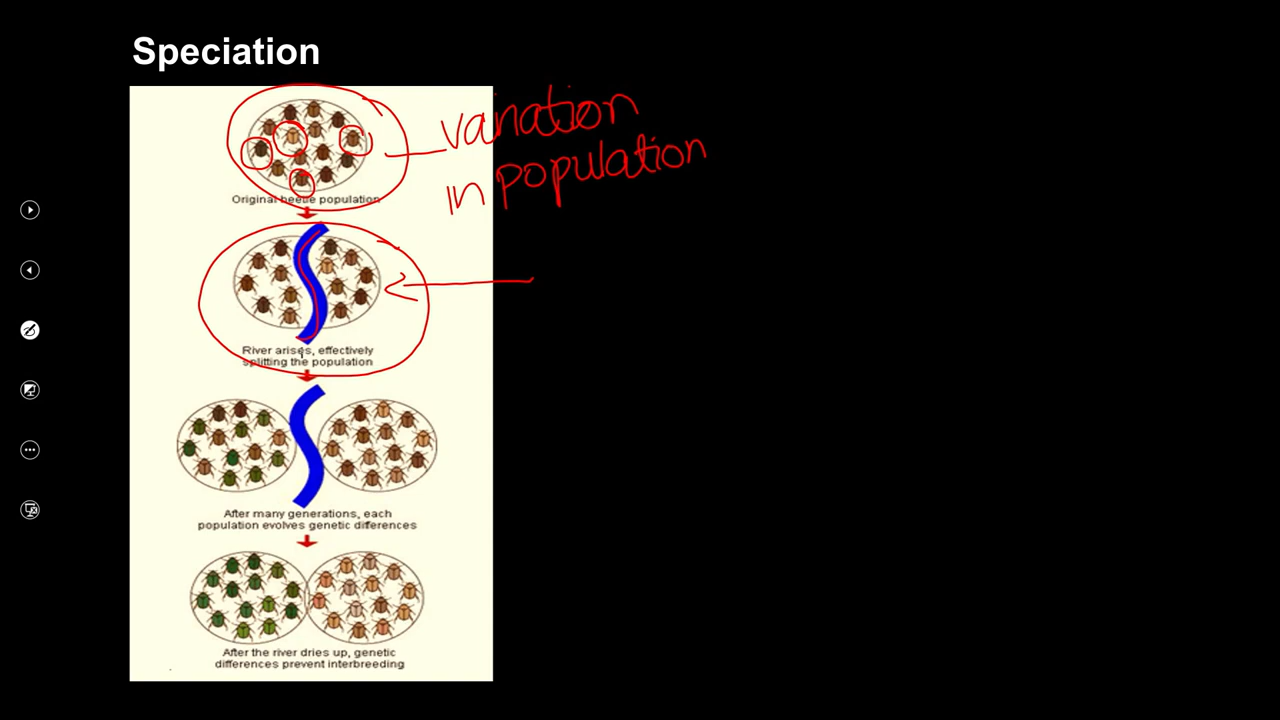 Speciation
variation
in population
Original beetle population
River arises, effectively
splitting the population
After many generations, each
population evolves genetic differences
After the river dries up, genetic
differences prevent interbreeding